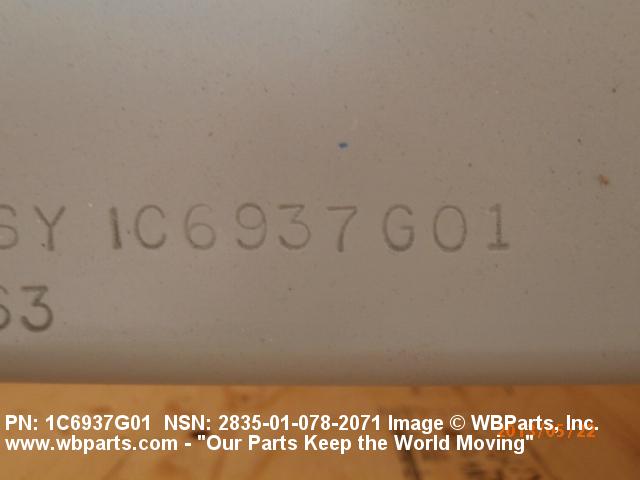 SY 1C6937G01
63
PN: 1C6937G01 NSN: 2835-01-078-2071 Image © WBParts, Inc.
www.wbparts.com - "Our Parts Keep the World Moving"